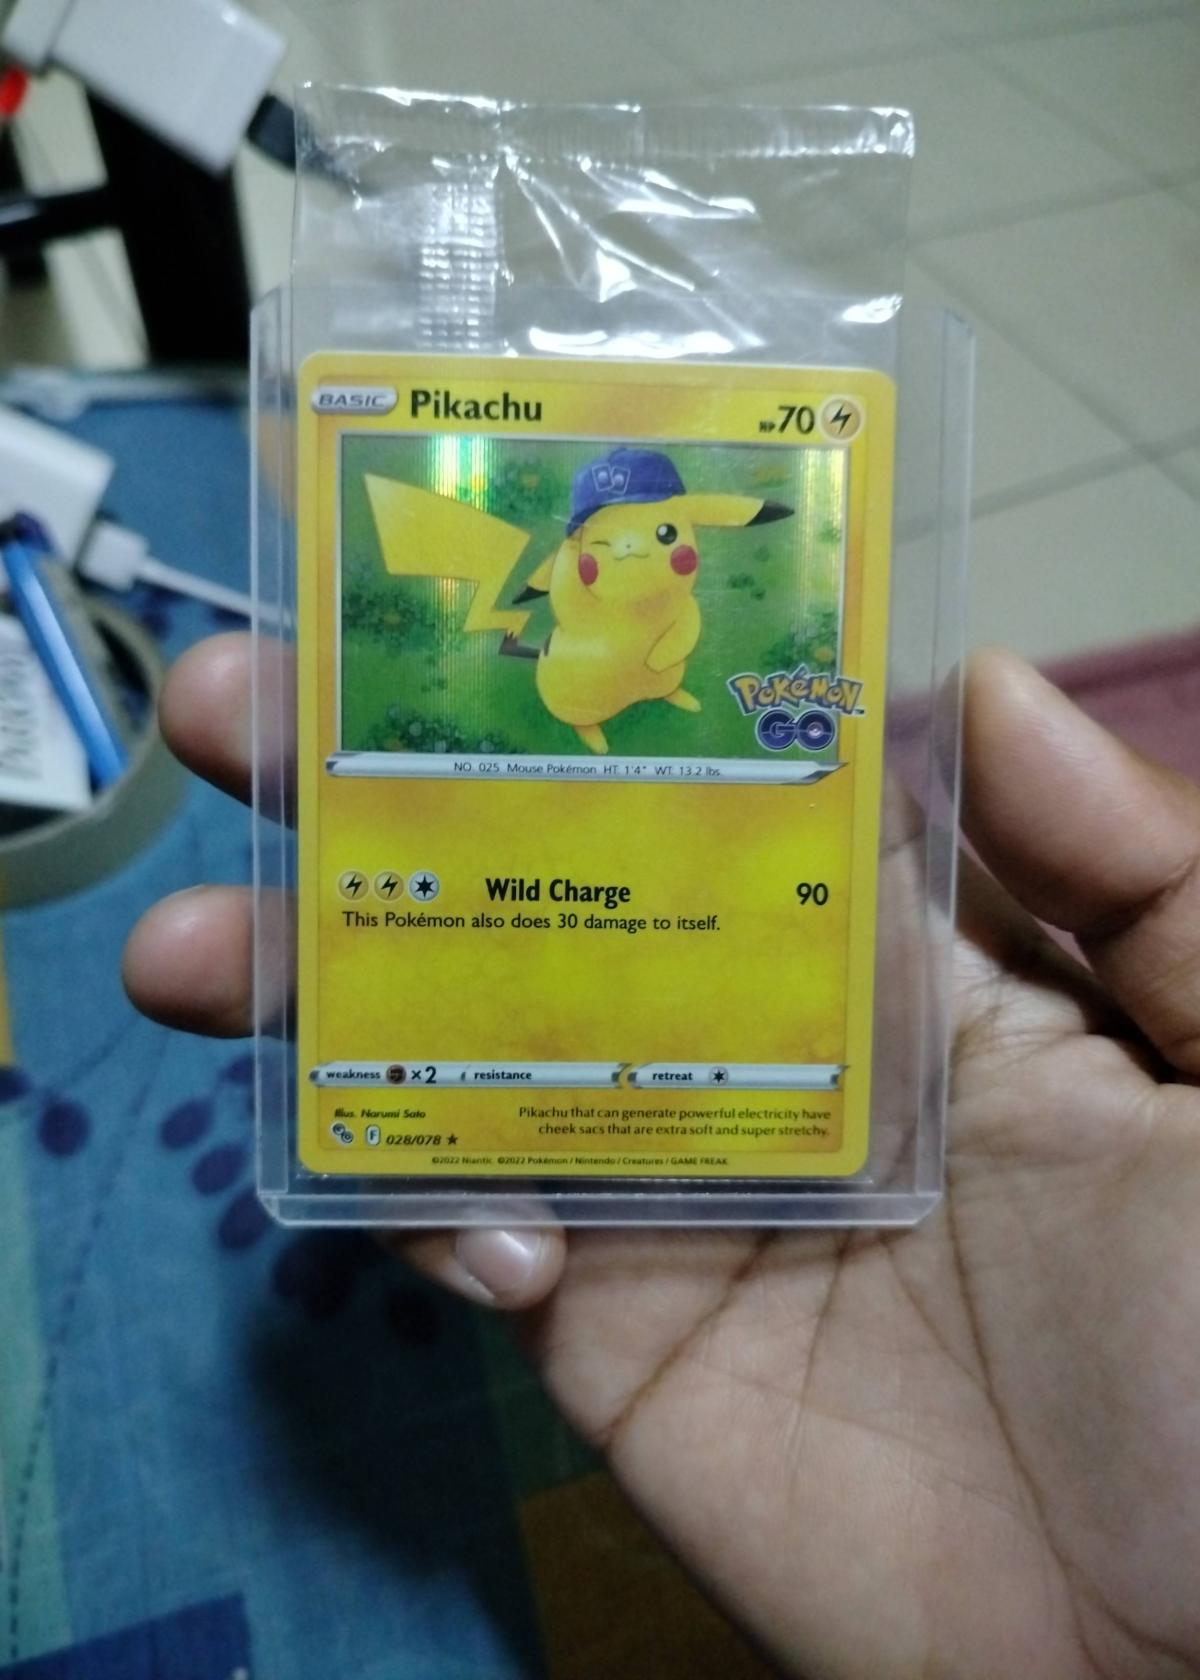 BASIC Pikachu HP 70
POKéMON
GO
NO. 025 Mouse Pokémon HT: 1'4" WT: 13.2 lbs.
Wild Charge 90
This Pokémon also does 30 damage to itself.
weakness ×2 resistance retreat
Illus. Narumi Sato
Pikachu that can generate powerful electricity have
cheek sacs that are extra soft and super stretchy.
F 028/078 ★
©2022 Niantic ©2022 Pokémon / Nintendo / Creatures / GAME FREAK